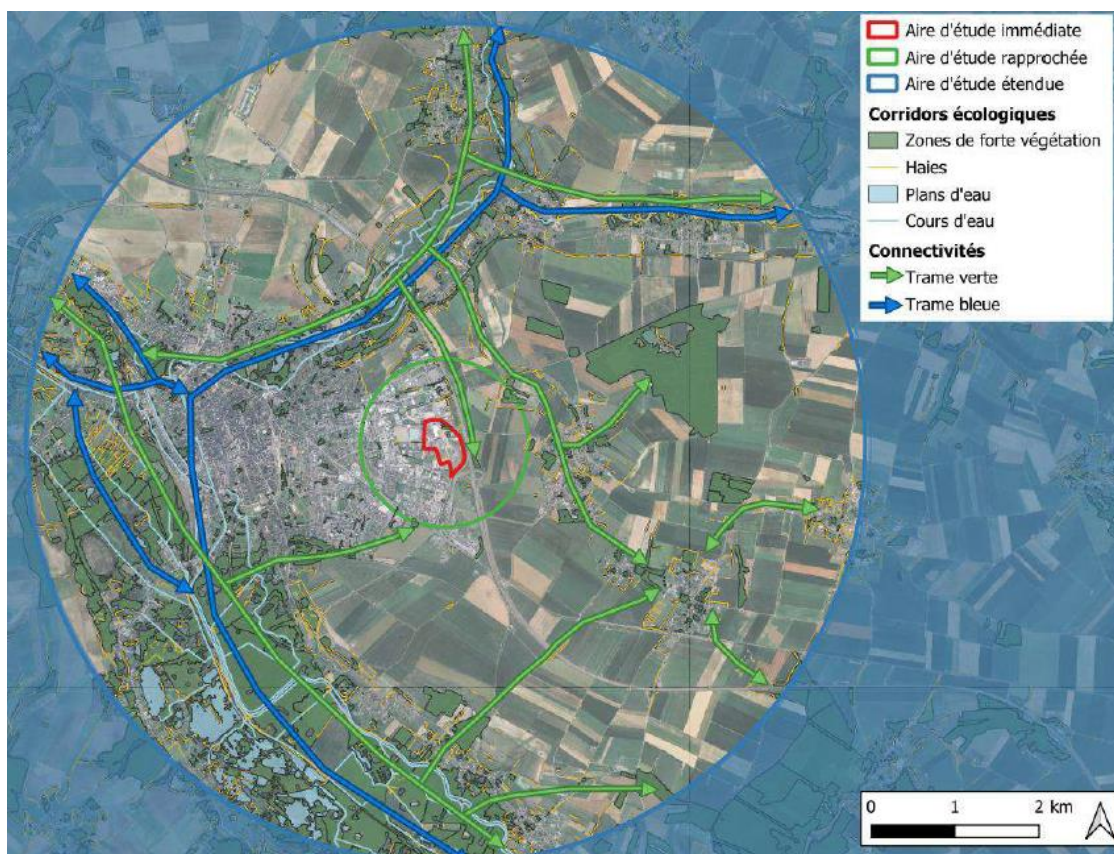 Aire d'étude immédiate
Aire d'étude rapprochée
Aire d'étude étendue
Corridors écologiques
Zones de forte végétation
Haies
Plans d'eau
Cours d'eau
Connectivités
Trame verte
Trame bleue
0 1 2 km